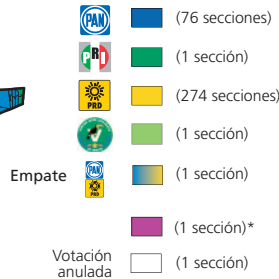 PAN (76 secciones)
PRI (1 sección)
PRD (274 secciones)
(1 sección)
Empate PAN (1 sección)
PRD
(1 sección)*
Votación
anulada (1 sección)